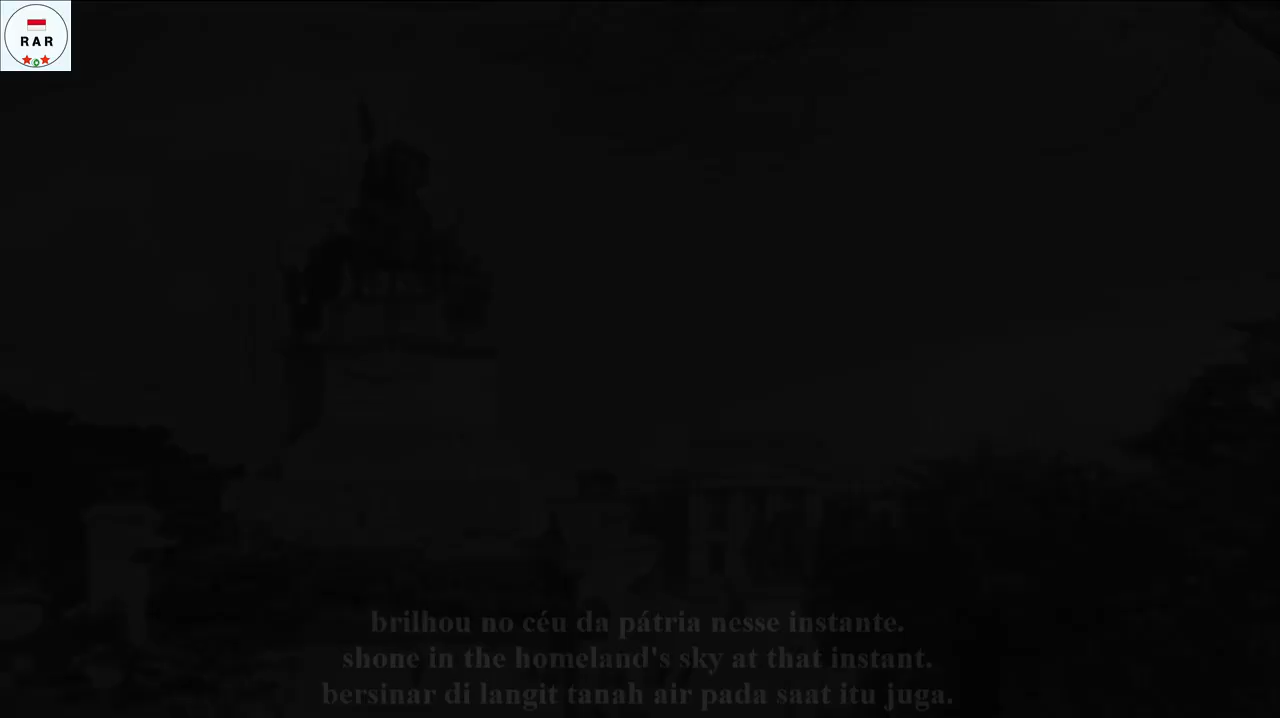 RAR
brilhou no céu da pátria nesse instante.
shone in the homeland's sky at that instant.
bersinar di langit tanah air pada saat itu juga.